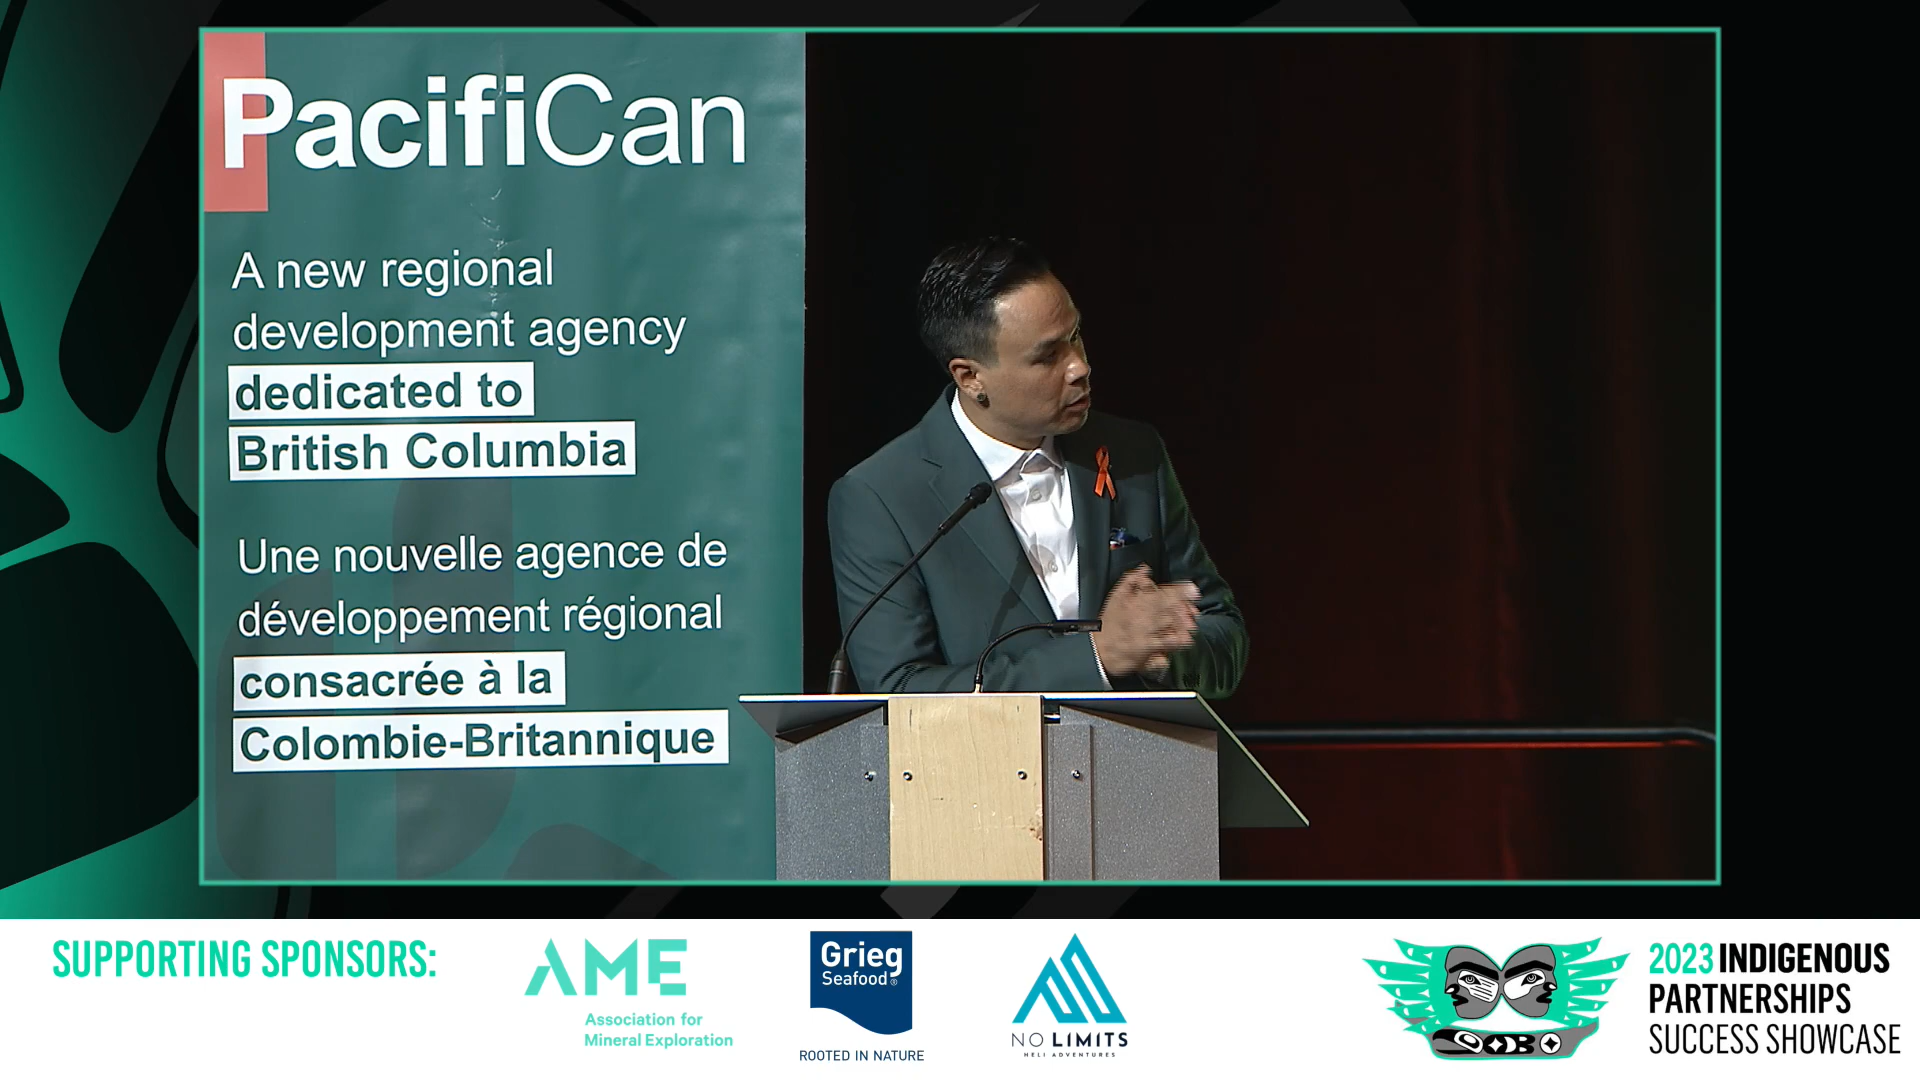 PacifiCan
A new regional
development agency
dedicated to
British Columbia
Une nouvelle agence de
développement régional
consacrée à la
Colombie-Britannique
SUPPORTING SPONSORS:
AME
Association for
Mineral Exploration
Grieg
Seafood®
ROOTED IN NATURE
NO LIMITS
HELI ADVENTURES
2023 INDIGENOUS
PARTNERSHIPS
SUCCESS SHOWCASE